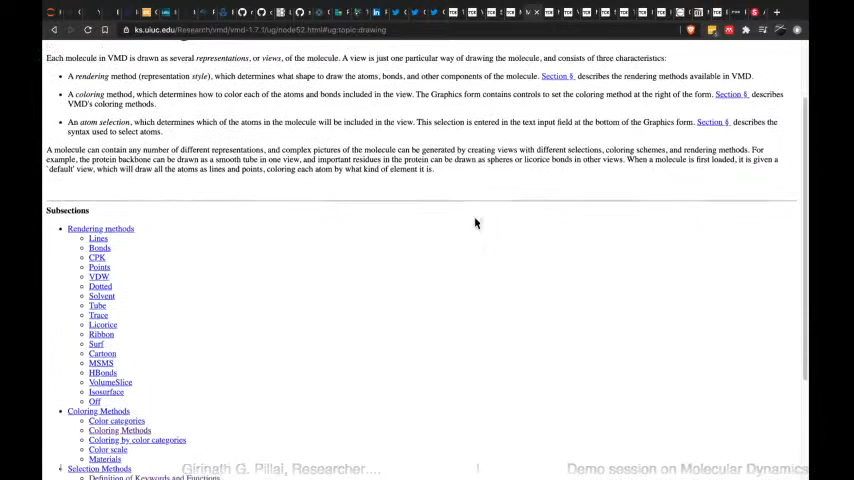 ks.uiuc.edu/Research/vmd/vmd-1.7.1/ug/node52.html#ug:topic:drawing
Each molecule in VMD is drawn as several representations, or views, of the molecule. A view is just one particular way of drawing the molecule, and consists of three characteristics:
• A rendering method (representation style), which determines what shape to draw the atoms, bonds, and other components of the molecule. Section § describes the rendering methods available in VMD.
• A coloring method, which determines how to color each of the atoms and bonds included in the view. The Graphics form contains controls to set the coloring method at the right of the form. Section § describes
VMD's coloring methods.
• An atom selection, which determines which of the atoms in the molecule will be included in the view. This selection is entered in the text input field at the bottom of the Graphics form. Section § describes the
syntax used to select atoms.
A molecule can contain any number of different representations, and complex pictures of the molecule can be generated by creating views with different selections, coloring schemes, and rendering methods. For
example, the protein backbone can be drawn as a smooth tube in one view, and important residues in the protein can be drawn as spheres or licorice bonds in other views. When a molecule is first loaded, it is given a
`default' view, which will draw all the atoms as lines and points, coloring each atom by what kind of element it is.
Subsections
Rendering methods
Lines
Bonds
CPK
Points
VDW
Dotted
Solvent
Tube
Trace
Licorice
Ribbon
Surf
Cartoon
MSMS
HBonds
VolumeSlice
Isosurface
Off
Coloring Methods
Color categories
Coloring Methods
Coloring by color categories
Color scale
Materials
Selection Methods
Definition of Keywords and Functions
Girinath G. Pillai, Researcher.... | Demo session on Molecular Dynamics